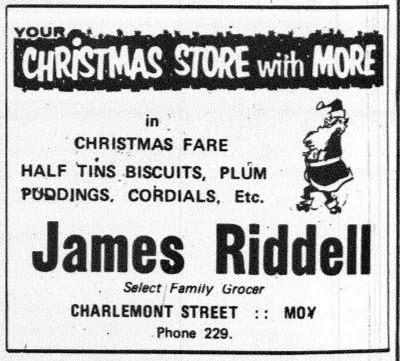 YOUR
CHRISTMAS STORE with MORE
in
CHRISTMAS FARE
HALF TINS BISCUITS, PLUM
PUDDINGS, CORDIALS, Etc.
James Riddell
Select Family Grocer
CHARLEMONT STREET :: MOY
Phone 229.